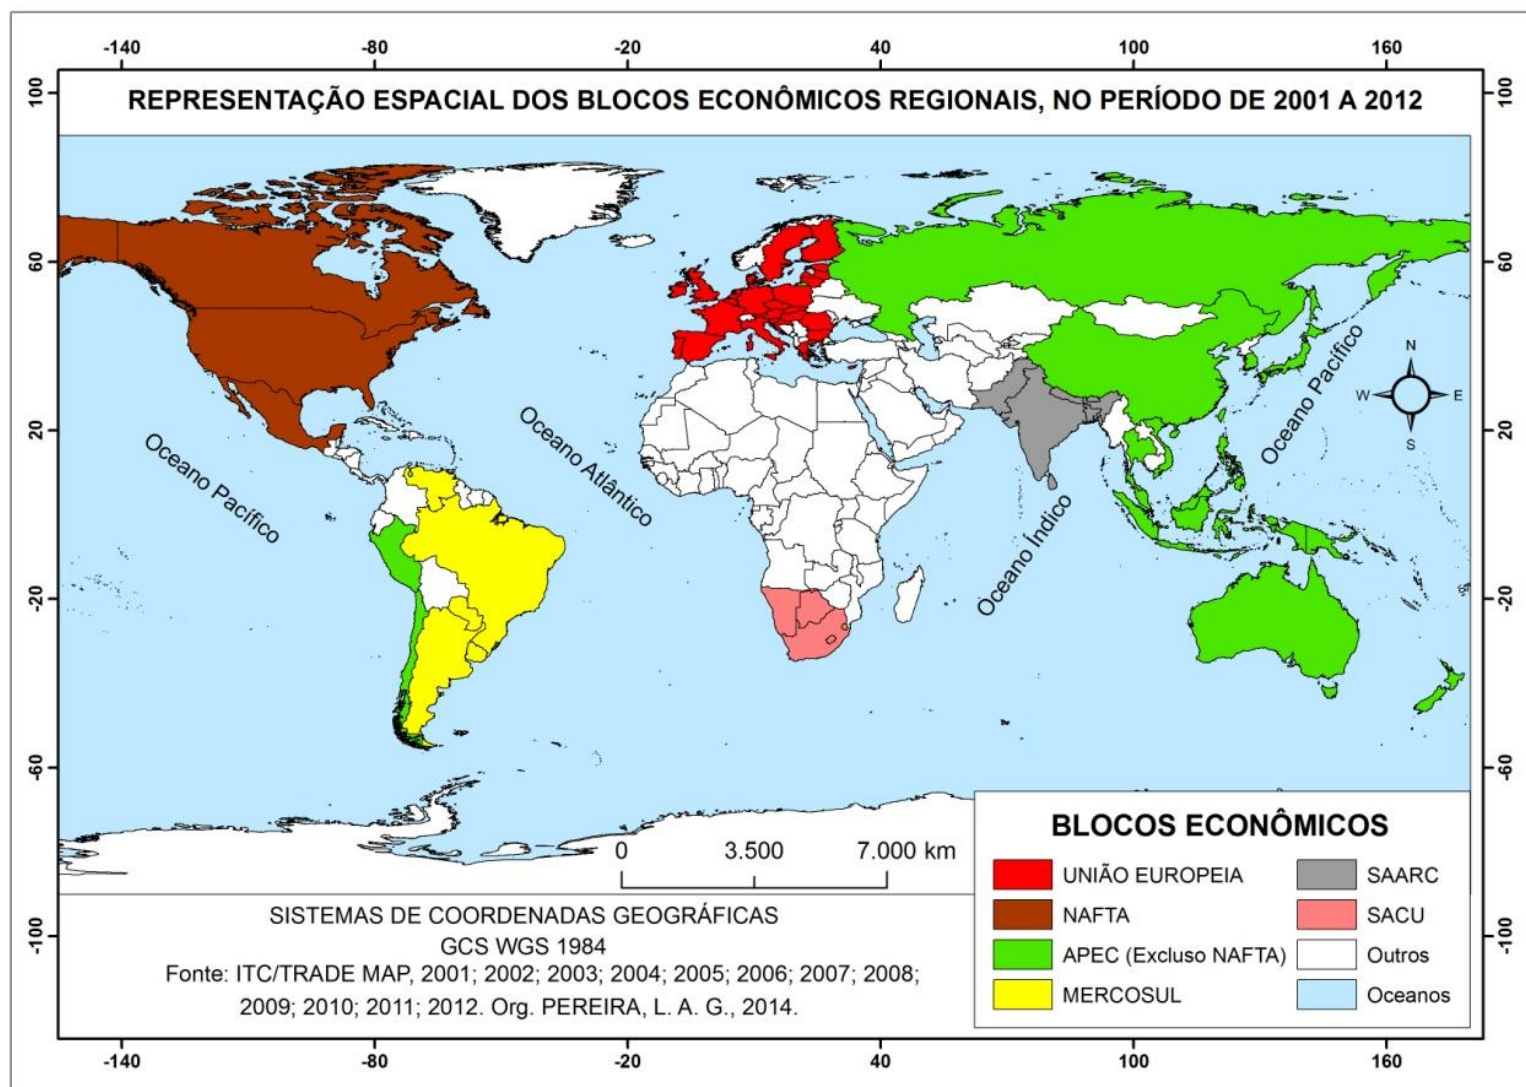 -140 -80 -20 40 100 160
100 100
REPRESENTAÇÃO ESPACIAL DOS BLOCOS ECONÔMICOS REGIONAIS, NO PERÍODO DE 2001 A 2012
60 60
Oceano Pacífico
N
W E
S
20 20
Oceano Atlântico
Oceano Pacífico
Oceano Índico
-20 -20
-60 -60
0 3.500 7.000 km
BLOCOS ECONÔMICOS
UNIÃO EUROPEIA
NAFTA
APEC (Excluso NAFTA)
MERCOSUL
SAARC
SACU
Outros
Oceanos
SISTEMAS DE COORDENADAS GEOGRÁFICAS
GCS WGS 1984
Fonte: ITC/TRADE MAP, 2001; 2002; 2003; 2004; 2005; 2006; 2007; 2008;
2009; 2010; 2011; 2012. Org. PEREIRA, L. A. G., 2014.
-100 -100
-140 -80 -20 40 100 160